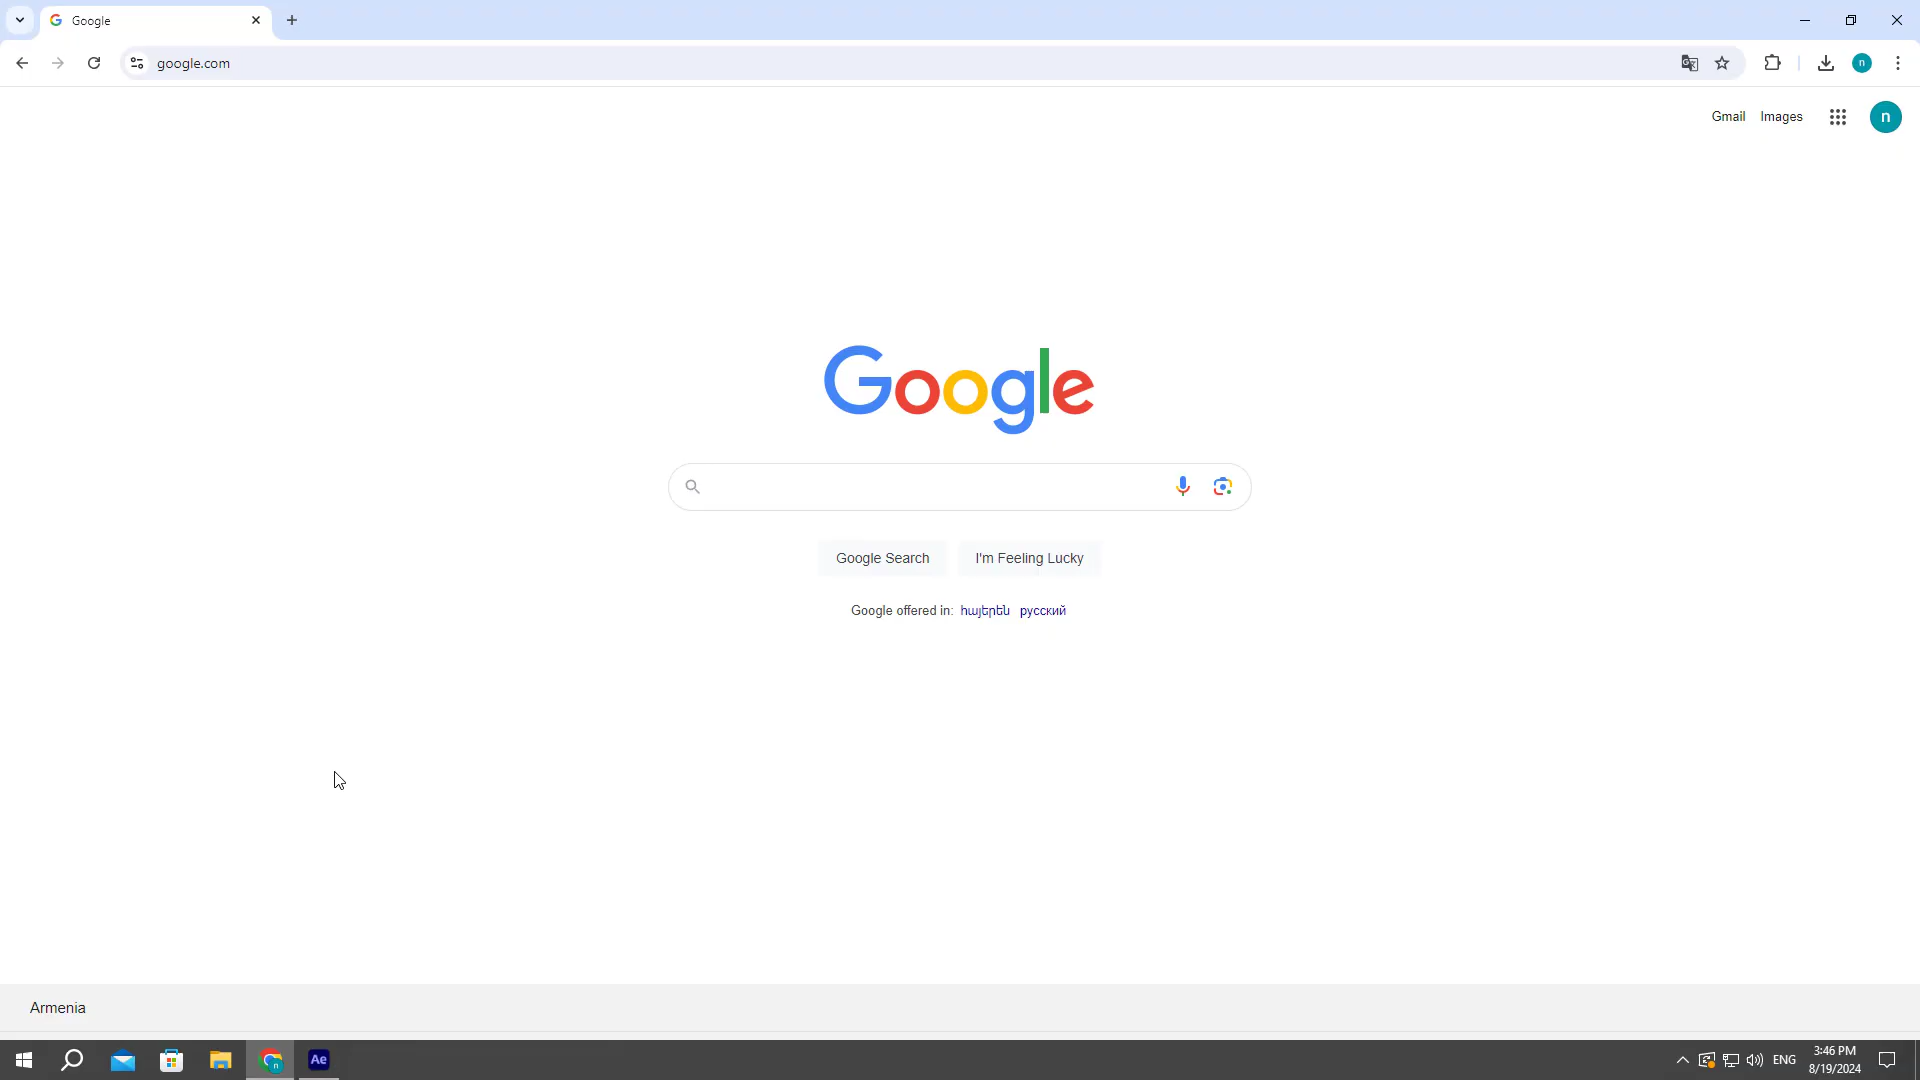 Google
google.com
n
Gmail Images
n
Google
Google Search I'm Feeling Lucky
Google offered in: հայերեն русский
Armenia
n
Ae
ENG
3:46 PM
8/19/2024